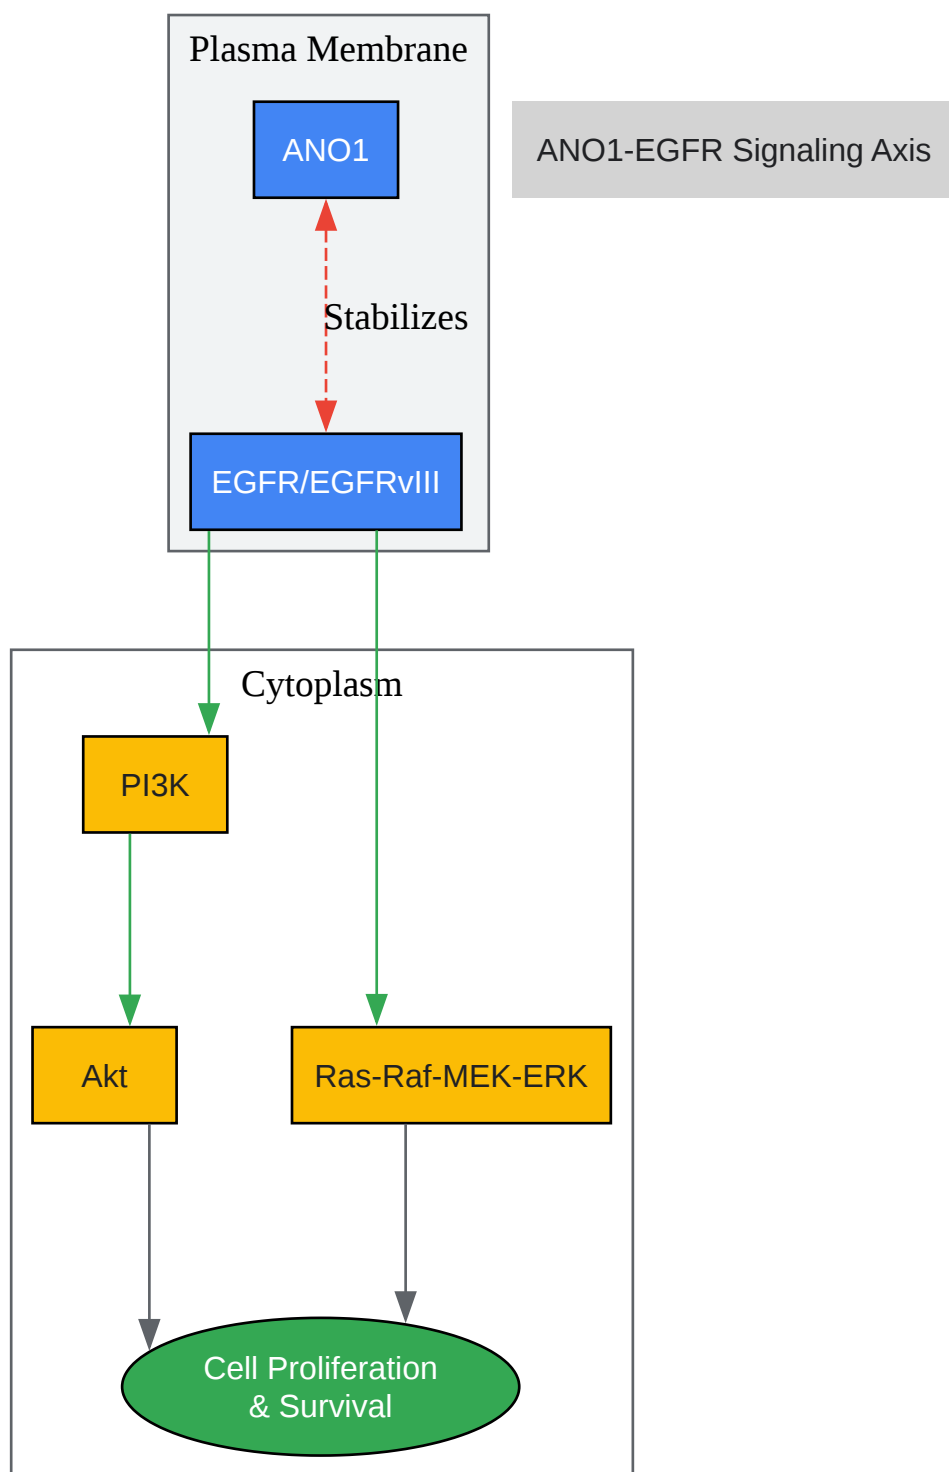 Plasma Membrane
ANO1
ANO1-EGFR Signaling Axis
Stabilizes
EGFR/EGFRvIII
Cytoplasm
PI3K
Akt
Ras-Raf-MEK-ERK
Cell Proliferation
& Survival